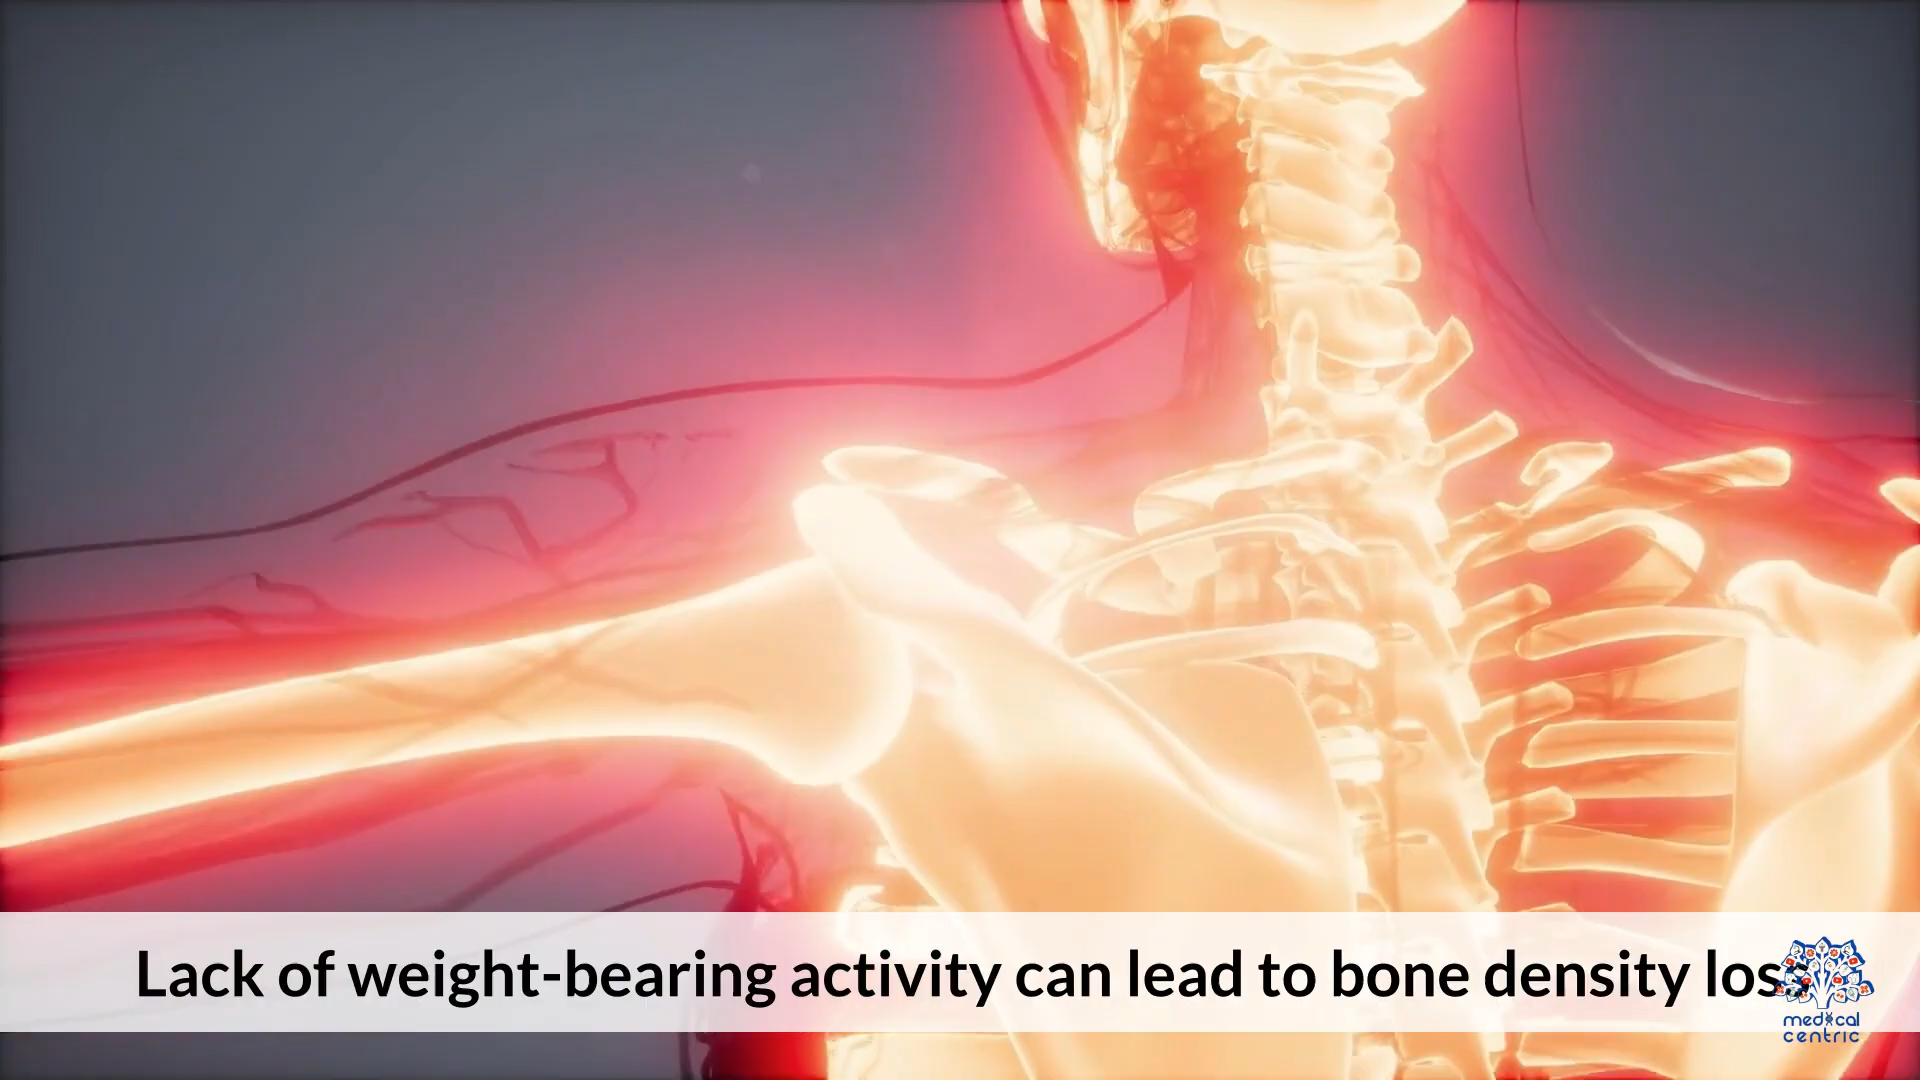 Lack of weight-bearing activity can lead to bone density loss
medical
centric